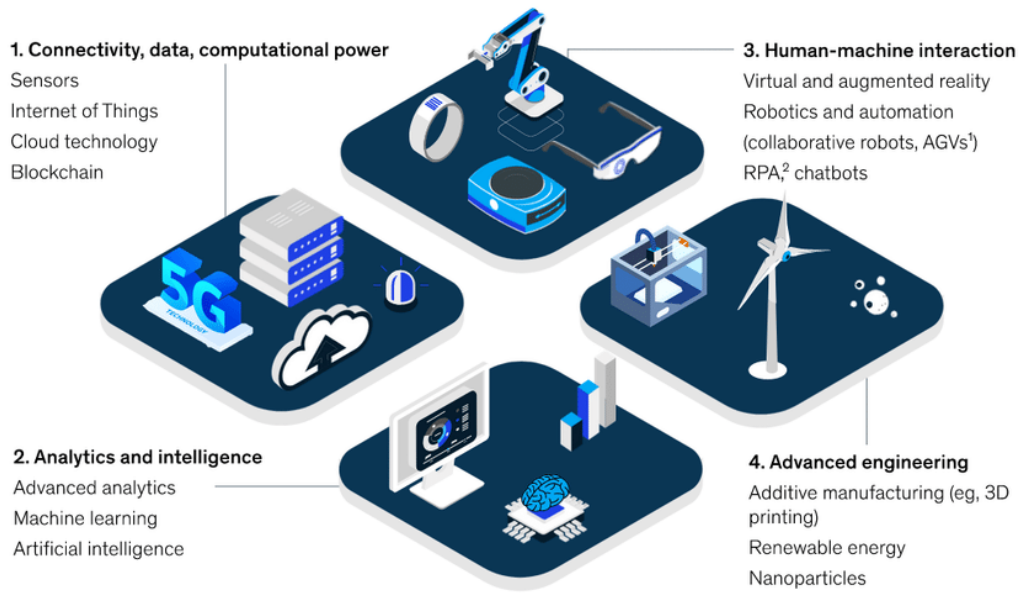 1. Connectivity, data, computational power
Sensors
Internet of Things
Cloud technology
Blockchain
3. Human-machine interaction
Virtual and augmented reality
Robotics and automation
(collaborative robots, AGVs¹)
RPA,² chatbots
5G
TECHNOLOGY
2. Analytics and intelligence
Advanced analytics
Machine learning
Artificial intelligence
4. Advanced engineering
Additive manufacturing (eg, 3D
printing)
Renewable energy
Nanoparticles